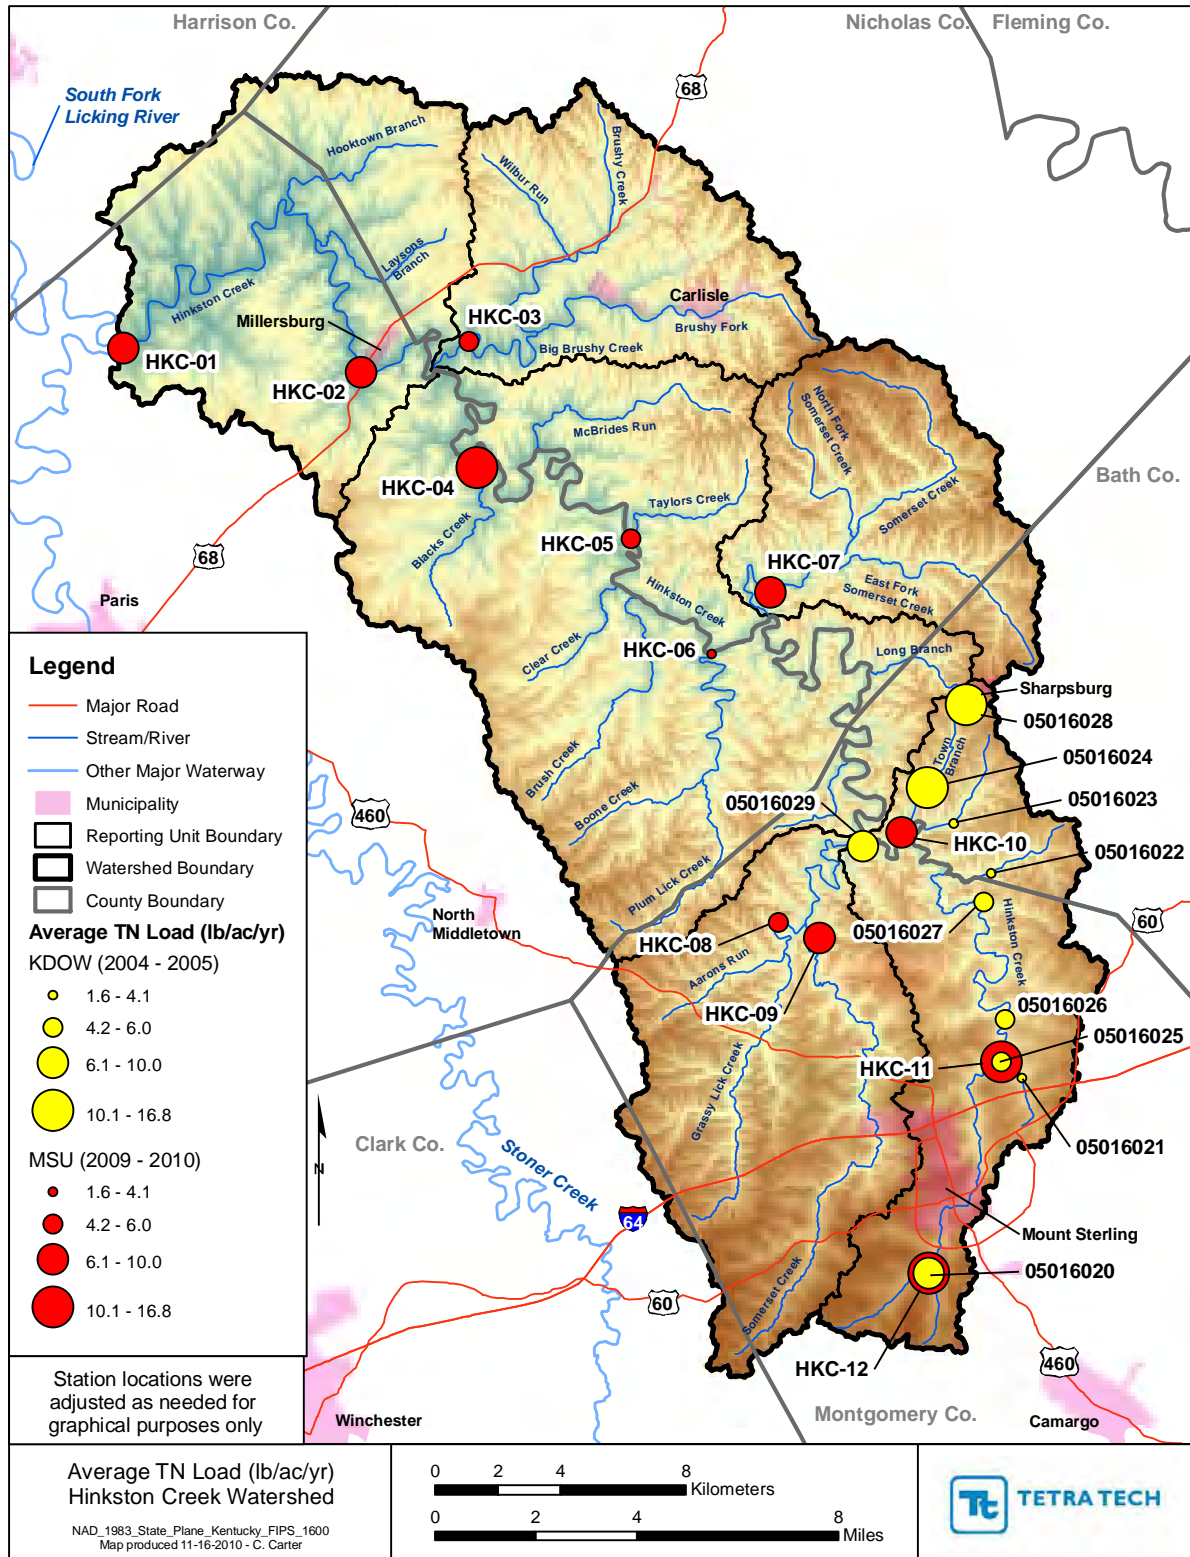 Harrison Co.
Nicholas Co.
Fleming Co.
68
South Fork
Licking River
Hooktown Branch
Wilbur Run
Brushy Creek
Laysons
Branch
Hinkston Creek
Millersburg
Carlisle
HKC-03
Brushy Fork
Big Brushy Creek
HKC-01
HKC-02
McBrides Run
North Fork
Somerset Creek
HKC-04
Bath Co.
Taylors Creek
Somerset Creek
Blacks Creek
HKC-05
68
HKC-07
East Fork
Somerset Creek
Paris
Hinkston Creek
Clear Creek
HKC-06
Long Branch
Sharpsburg
05016028
Town
Branch
05016024
Brush Creek
05016029
05016023
Boone Creek
HKC-10
05016022
460
Plum Lick Creek
North
Middletown
HKC-08
05016027
Hinkston Creek
60
Aarons Run
HKC-09
05016026
05016025
HKC-11
Grassy Lick Creek
05016021
Clark Co.
Stoner Creek
64
Mount Sterling
05016020
Somerset Creek
60
HKC-12
460
Montgomery Co.
Winchester
Camargo
Legend
Major Road
Stream/River
Other Major Waterway
Municipality
Reporting Unit Boundary
Watershed Boundary
County Boundary
Average TN Load (lb/ac/yr)
KDOW (2004 - 2005)
1.6 - 4.1
4.2 - 6.0
6.1 - 10.0
10.1 - 16.8
MSU (2009 - 2010)
1.6 - 4.1
4.2 - 6.0
6.1 - 10.0
10.1 - 16.8
N
Station locations were
adjusted as needed for
graphical purposes only
Average TN Load (lb/ac/yr)
Hinkston Creek Watershed
NAD_1983_State_Plane_Kentucky_FIPS_1600
Map produced 11-16-2010 - C. Carter
0 2 4 8
Kilometers
0 2 4 8
Miles
Tt
TETRA TECH